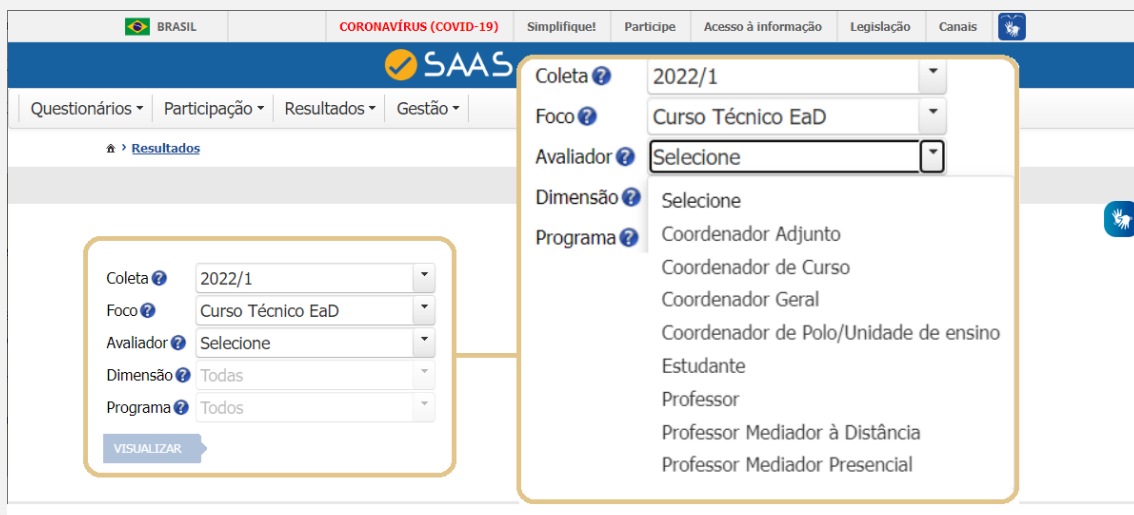 BRASIL CORONAVÍRUS (COVID-19) Simplifique! Participe Acesso à informação Legislação Canais
SAAS
Questionários Participação Resultados Gestão
Resultados
Coleta 2022/1
Foco Curso Técnico EaD
Avaliador Selecione
Dimensão Todas
Programa Todos
VISUALIZAR
Coleta 2022/1
Foco Curso Técnico EaD
Avaliador Selecione
Dimensão
Programa
Selecione
Coordenador Adjunto
Coordenador de Curso
Coordenador Geral
Coordenador de Polo/Unidade de ensino
Estudante
Professor
Professor Mediador à Distância
Professor Mediador Presencial